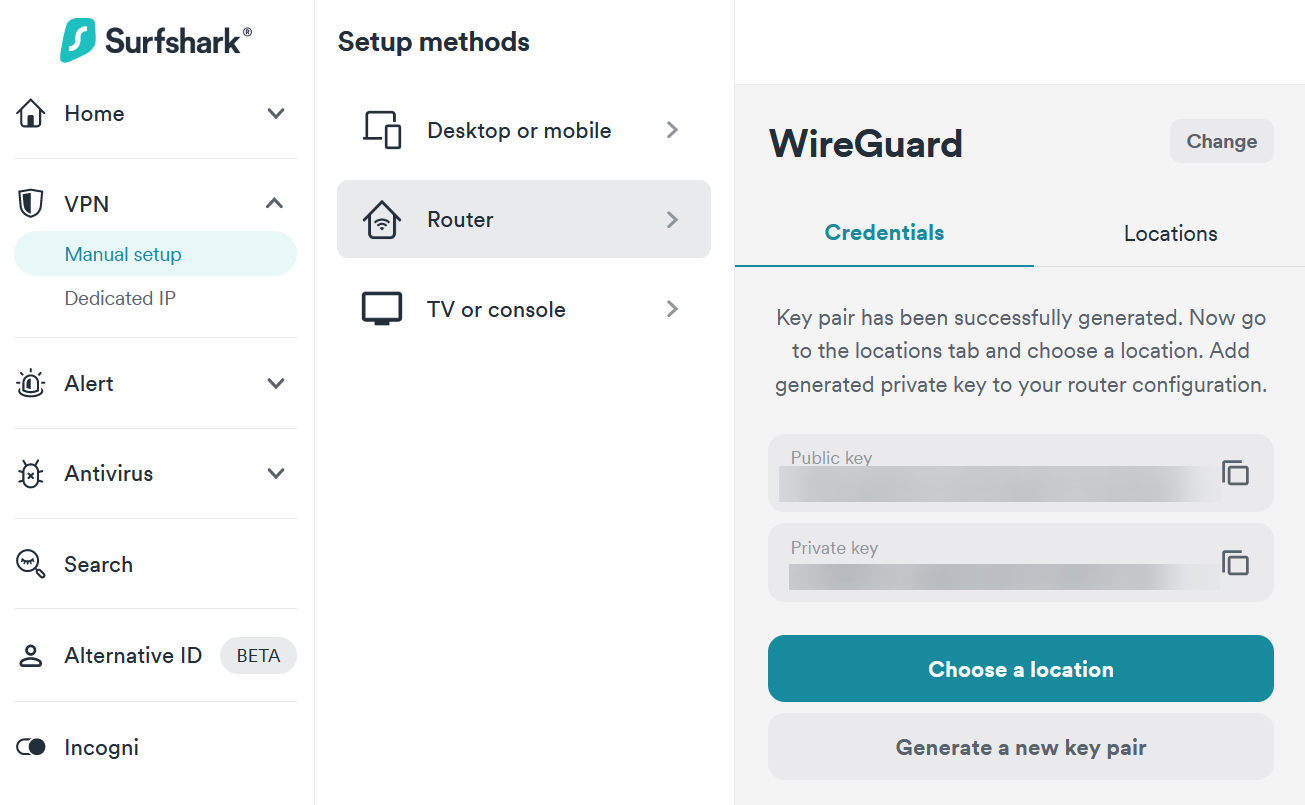 Surfshark®
Home
VPN
Manual setup
Dedicated IP
Alert
Antivirus
Search
Alternative ID
BETA
Incogni
Setup methods
Desktop or mobile
Router
TV or console
WireGuard
Change
Credentials
Locations
Key pair has been successfully generated. Now go
to the locations tab and choose a location. Add
generated private key to your router configuration.
Public key
Private key
Choose a location
Generate a new key pair